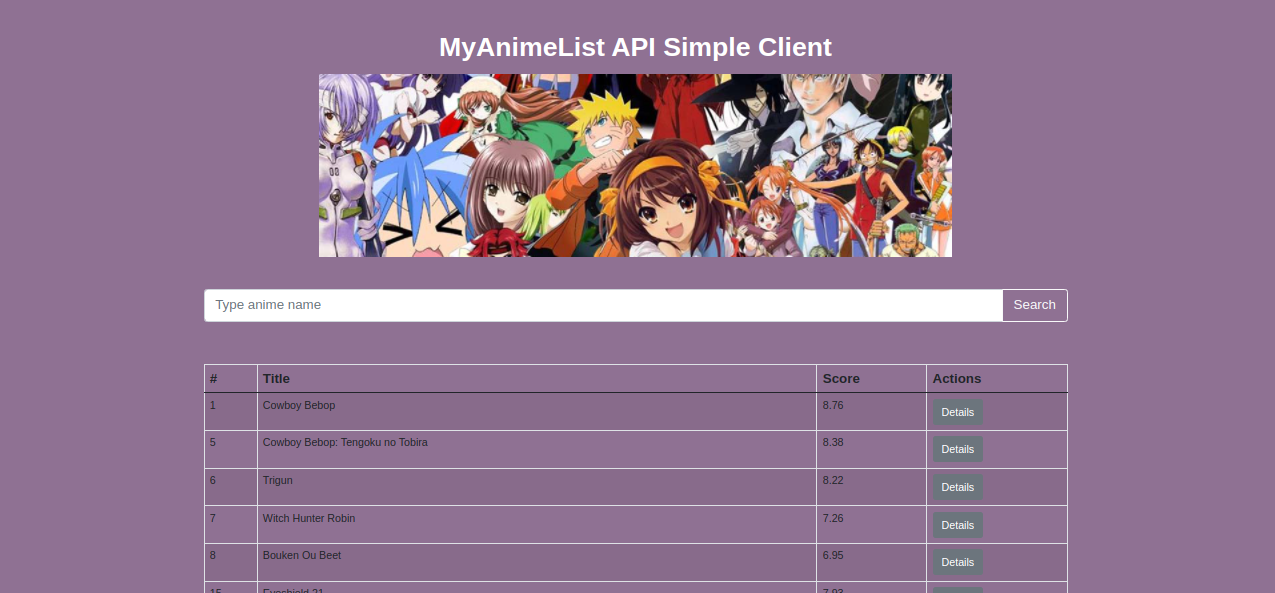 MyAnimeList API Simple Client
Type anime name Search
# Title Score Actions
1 Cowboy Bebop 8.76 Details
5 Cowboy Bebop: Tengoku no Tobira 8.38 Details
6 Trigun 8.22 Details
7 Witch Hunter Robin 7.26 Details
8 Bouken Ou Beet 6.95 Details
15 Eyeshield 21 7.93